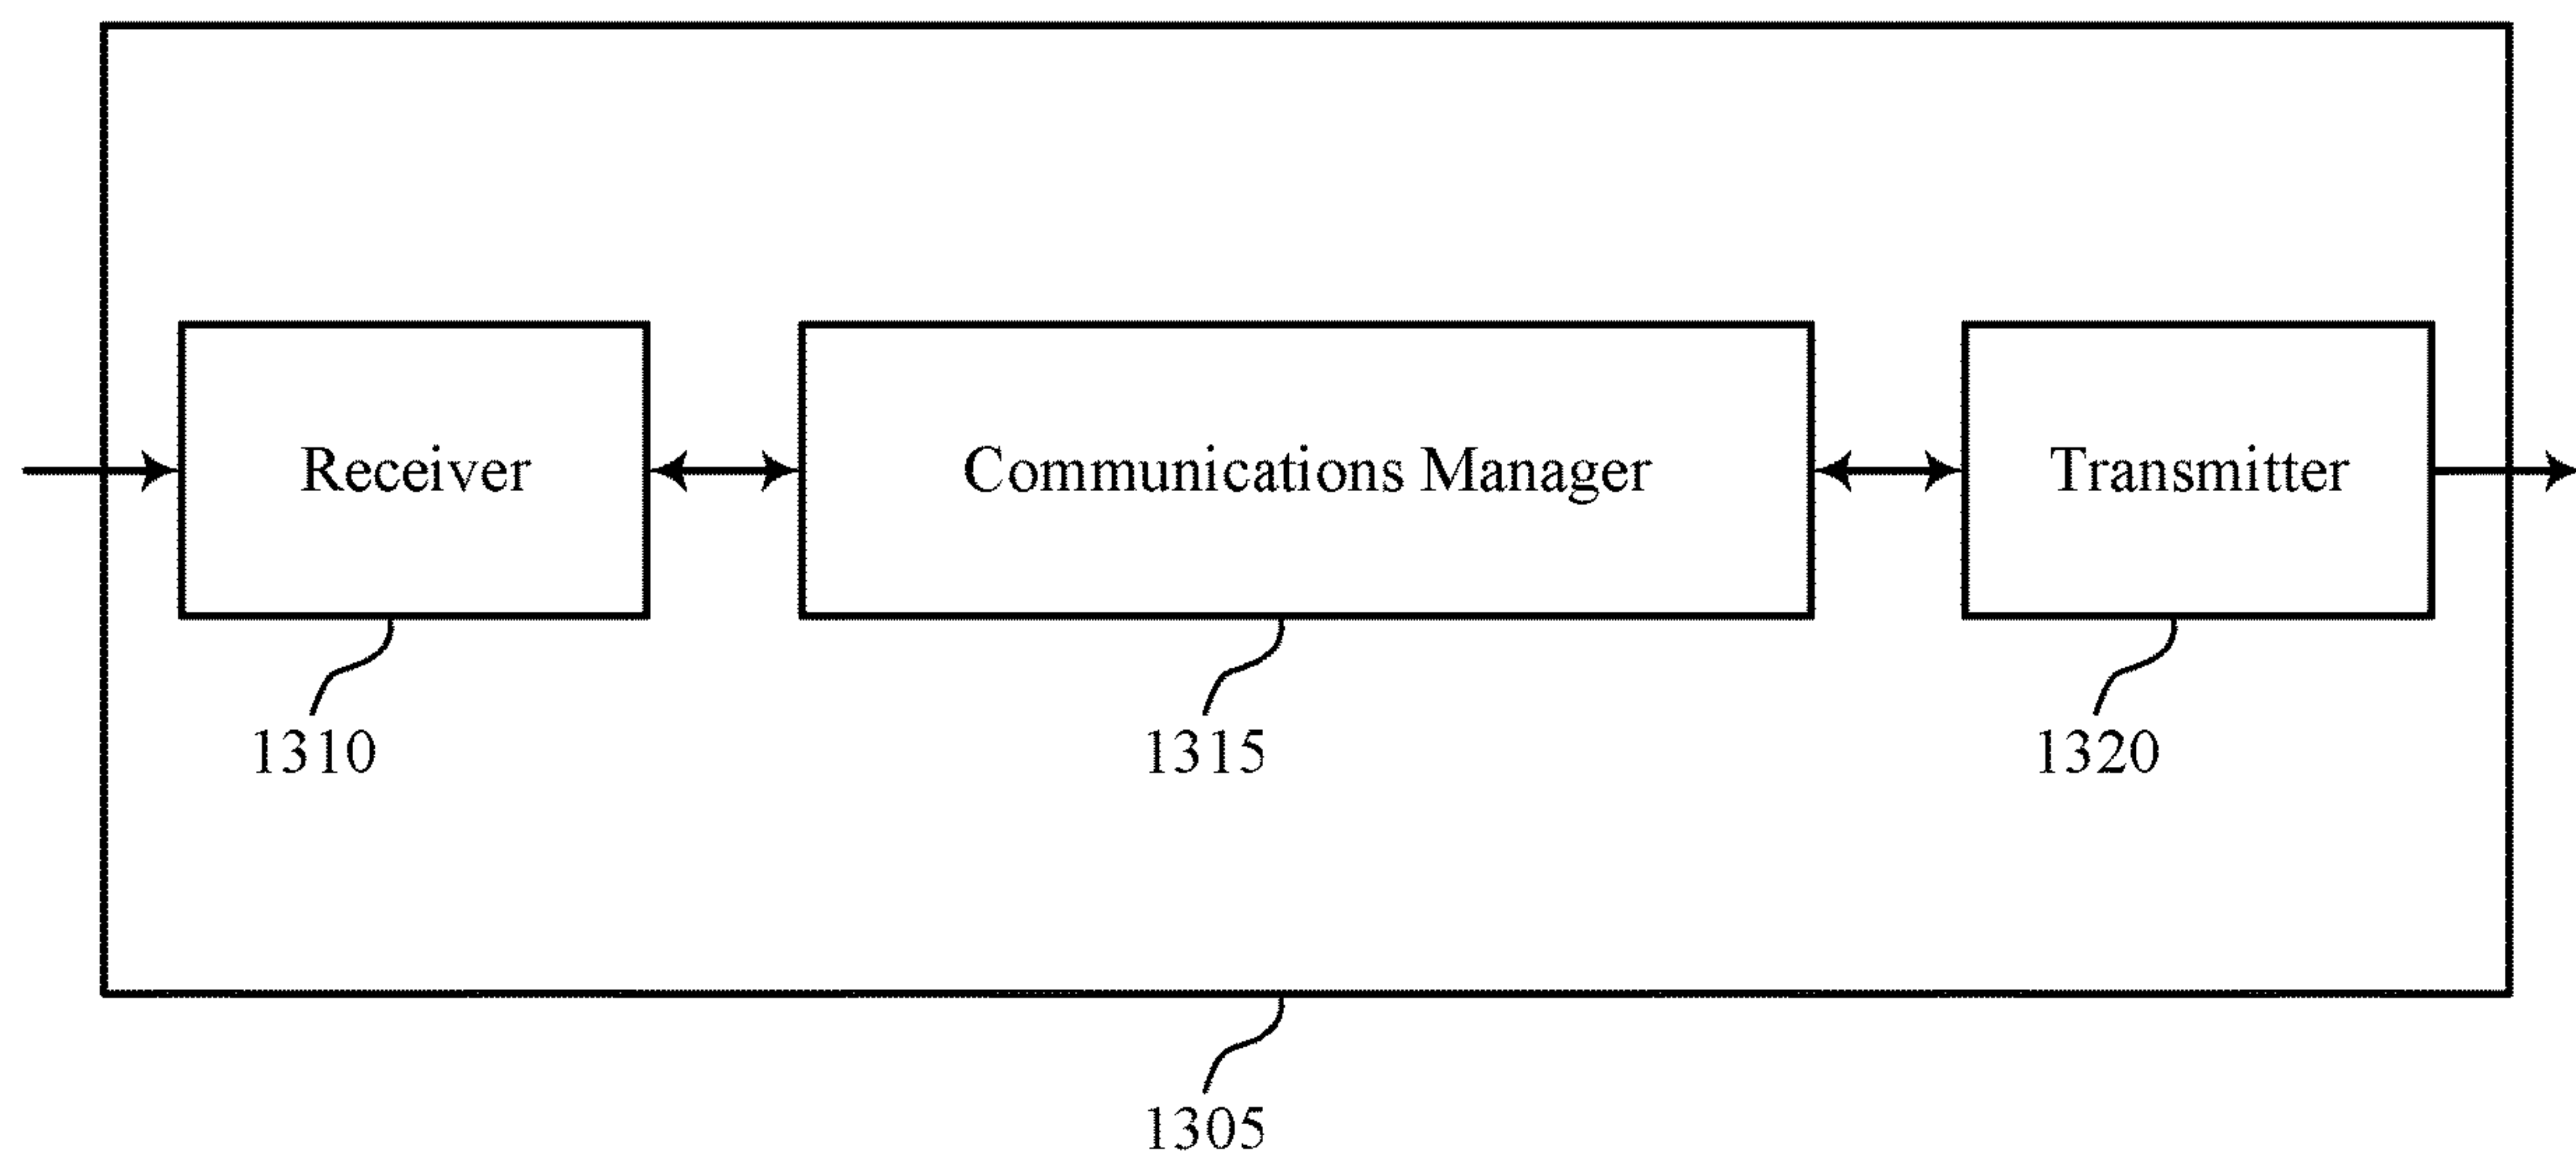 Receiver
Communications Manager
Transmitter
1310
1315
1320
1305